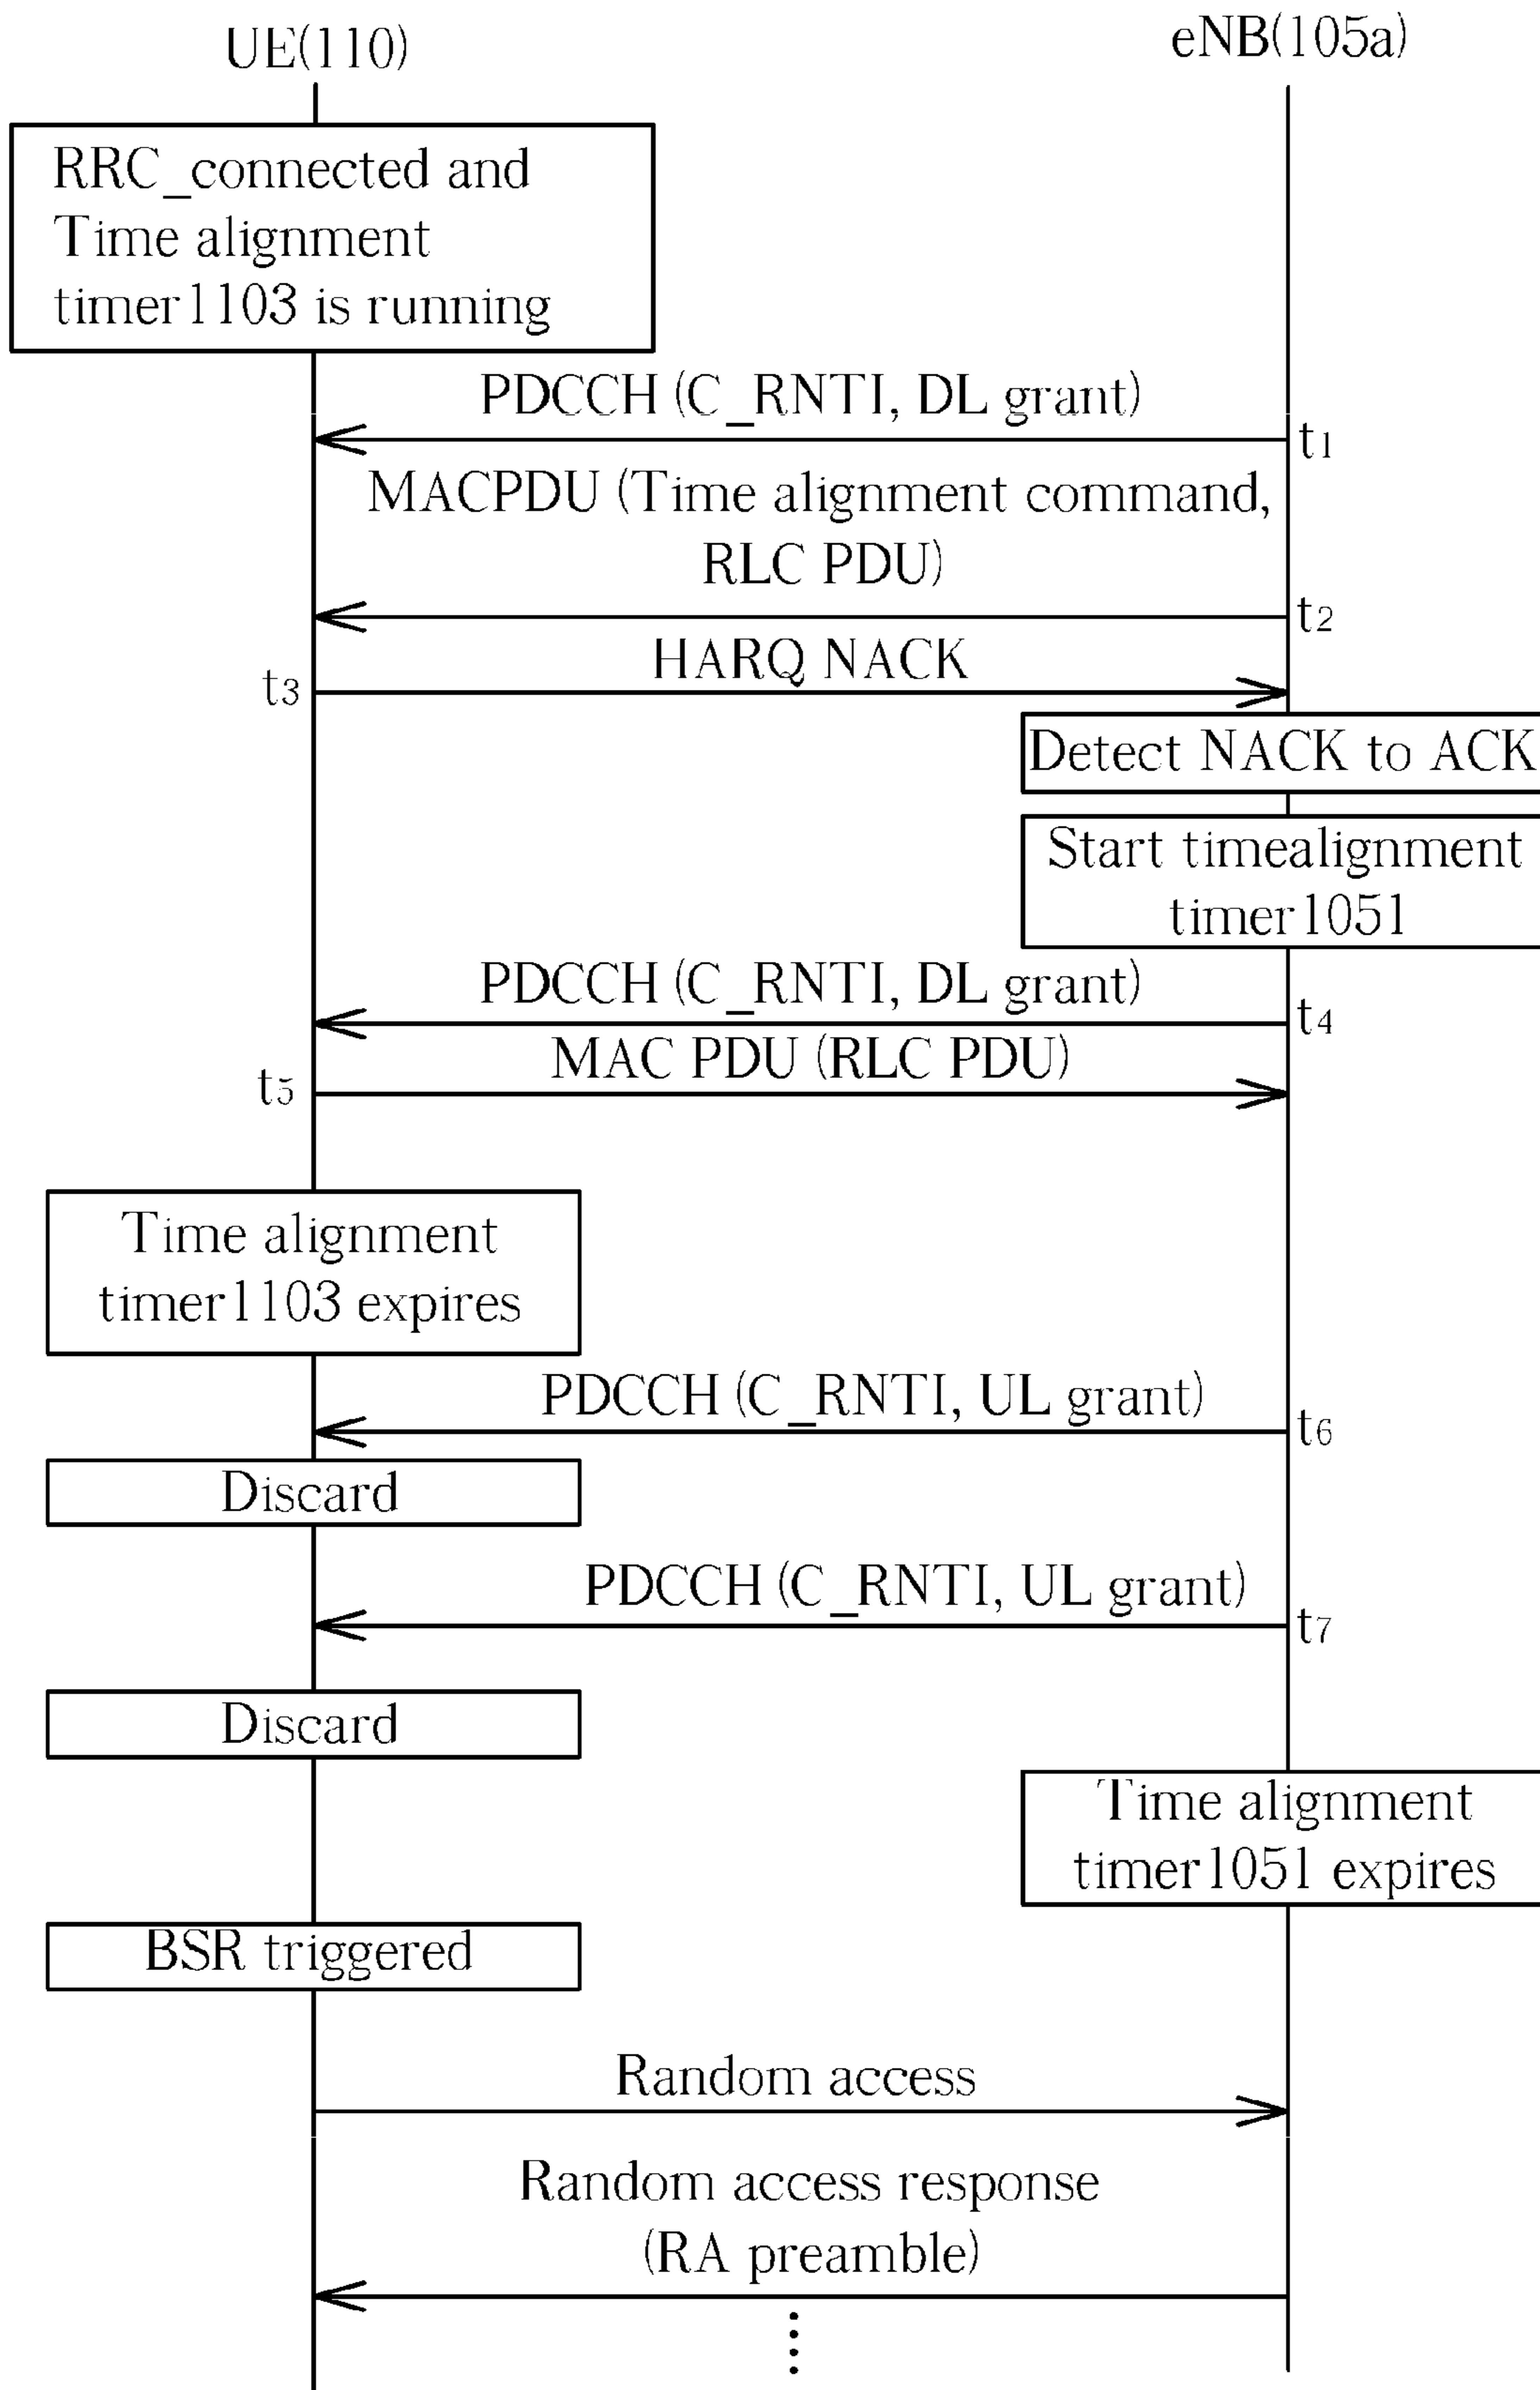 UE(110)
eNB(105a)
RRC_connected and
Time alignment
timer1103 is running
PDCCH (C_RNTI, DL grant)
t1
MACPDU (Time alignment command,
RLC PDU)
t2
HARQ NACK
t3
Detect NACK to ACK
Start timealignment
timer1051
PDCCH (C_RNTI, DL grant)
t4
MAC PDU (RLC PDU)
t5
Time alignment
timer1103 expires
PDCCH (C_RNTI, UL grant)
t6
Discard
PDCCH (C_RNTI, UL grant)
t7
Discard
Time alignment
timer1051 expires
BSR triggered
Random access
Random access response
(RA preamble)